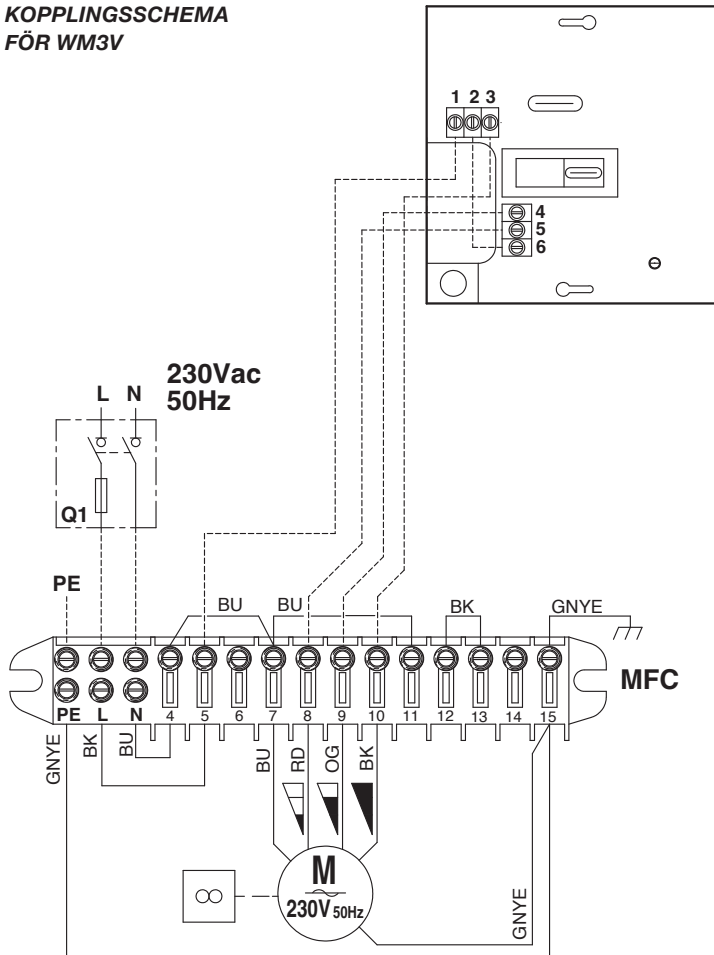 KOPPLINGSSCHEMA
FÖR WM3V
1 2 3
4
5
6
230Vac
50Hz
L N
Q1
PE
BU BU BK GNYE
MFC
PE L N 4 5 6 7 8 9 10 11 12 13 14 15
GNYE BK BU BU RD OG BK
M
230V 50Hz
8
GNYE